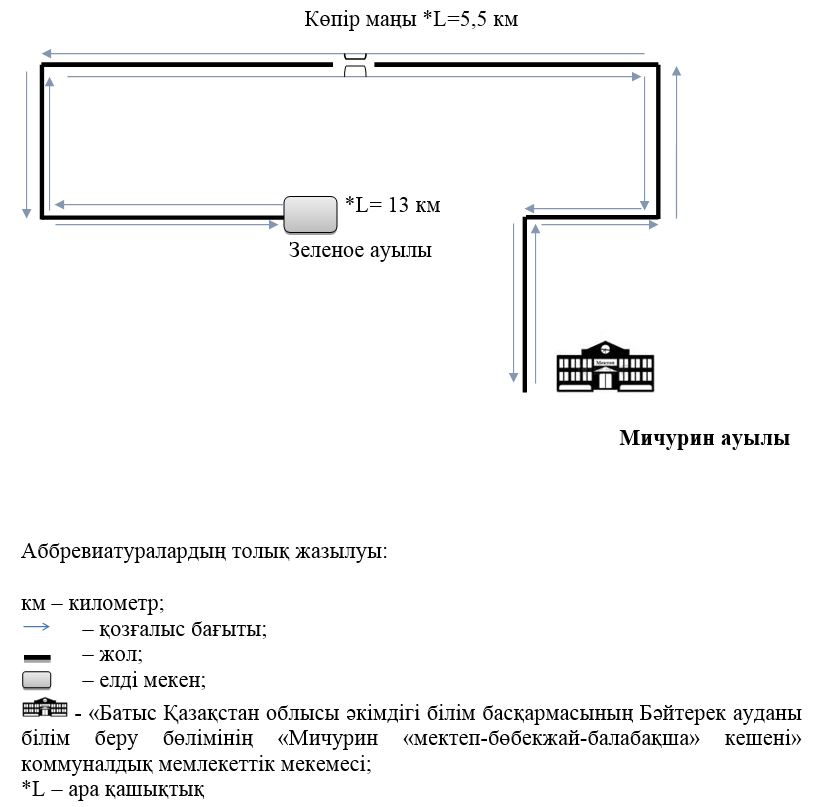 Көпір маңы *L=5,5 км
*L= 13 км
Зеленое ауылы
Мектеп
Мичурин ауылы
Аббревиатуралардың толық жазылуы:
км – километр;
– қозғалыс бағыты;
– жол;
– елді мекен;
- «Батыс Қазақстан облысы әкімдігі білім басқармасының Бәйтерек ауданы
білім беру бөлімінің «Мичурин «мектеп-бөбекжай-балабақша» кешені»
коммуналдық мемлекеттік мекемесі;
*L – ара қашықтық